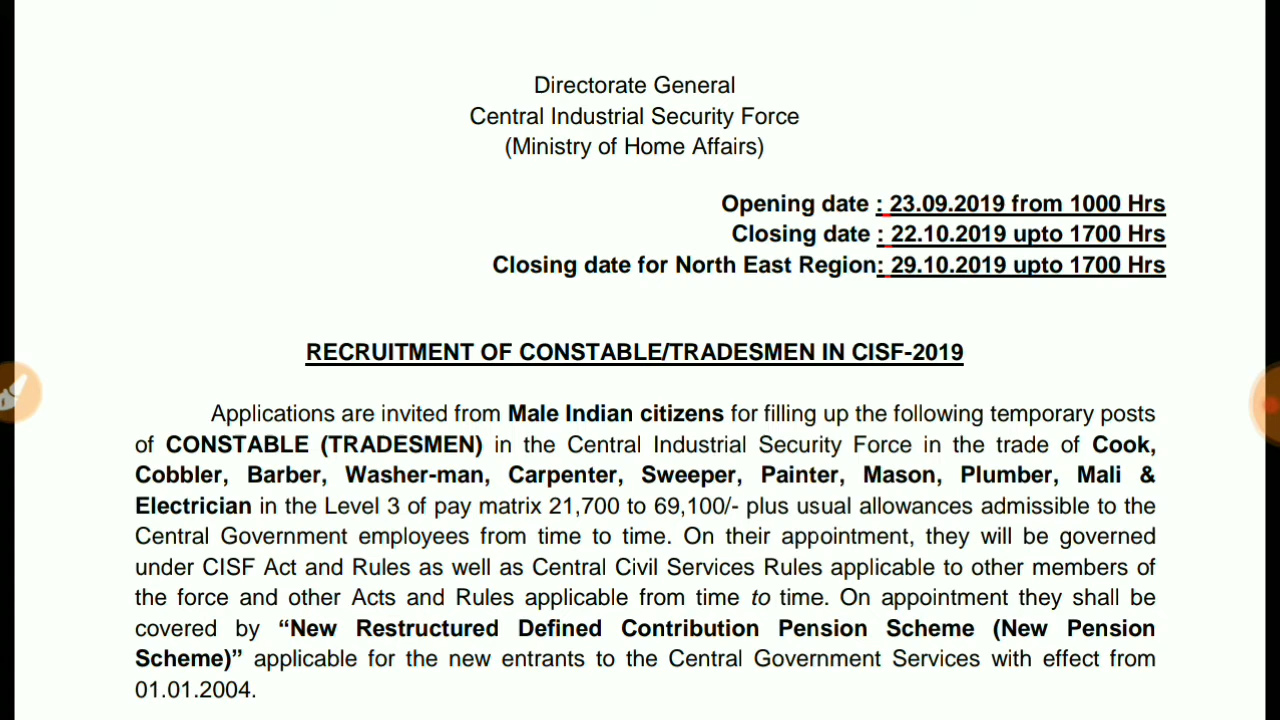 Directorate General
Central Industrial Security Force
(Ministry of Home Affairs)
Opening date : 23.09.2019 from 1000 Hrs
Closing date : 22.10.2019 upto 1700 Hrs
Closing date for North East Region: 29.10.2019 upto 1700 Hrs
RECRUITMENT OF CONSTABLE/TRADESMEN IN CISF-2019
Applications are invited from Male Indian citizens for filling up the following temporary posts
of CONSTABLE (TRADESMEN) in the Central Industrial Security Force in the trade of Cook,
Cobbler, Barber, Washer-man, Carpenter, Sweeper, Painter, Mason, Plumber, Mali &
Electrician in the Level 3 of pay matrix 21,700 to 69,100/- plus usual allowances admissible to the
Central Government employees from time to time. On their appointment, they will be governed
under CISF Act and Rules as well as Central Civil Services Rules applicable to other members of
the force and other Acts and Rules applicable from time to time. On appointment they shall be
covered by “New Restructured Defined Contribution Pension Scheme (New Pension
Scheme)” applicable for the new entrants to the Central Government Services with effect from
01.01.2004.